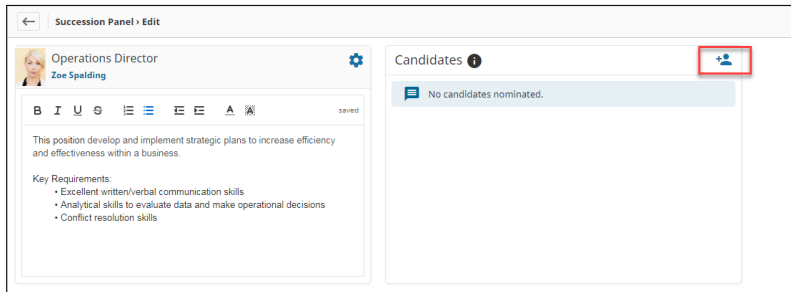 Succession Panel › Edit
Operations Director
Zoe Spalding
B I U S A A saved
This position develop and implement strategic plans to increase efficiency
and effectiveness within a business.
Key Requirements:
• Excellent written/verbal communication skills
• Analytical skills to evaluate data and make operational decisions
• Conflict resolution skills
Candidates i
No candidates nominated.